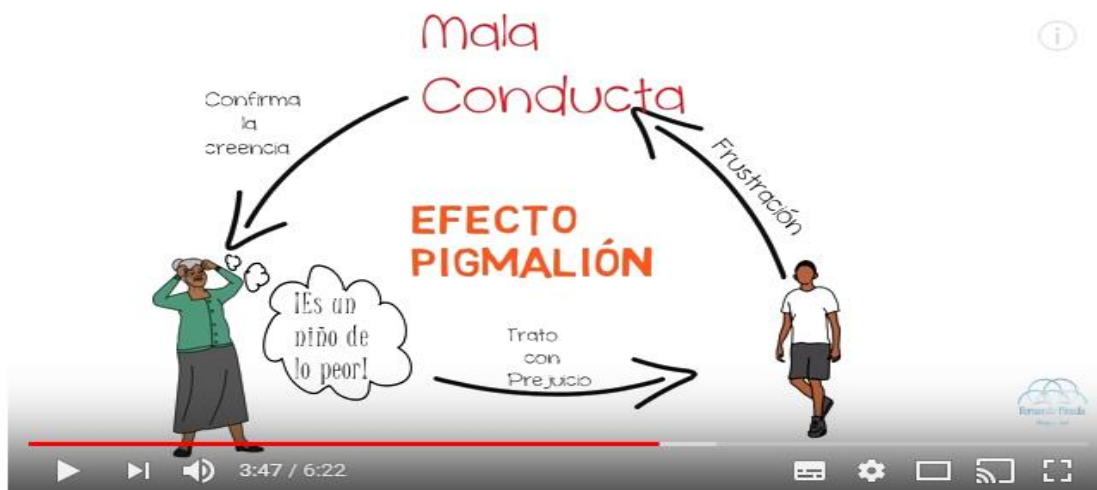 Mala
Conducta
Confirma
la
creencia
Frustración
EFECTO
PIGMALIÓN
¡Es un
niño de
lo peor!
Trato
con
Prejuicio
3:47 / 6:22